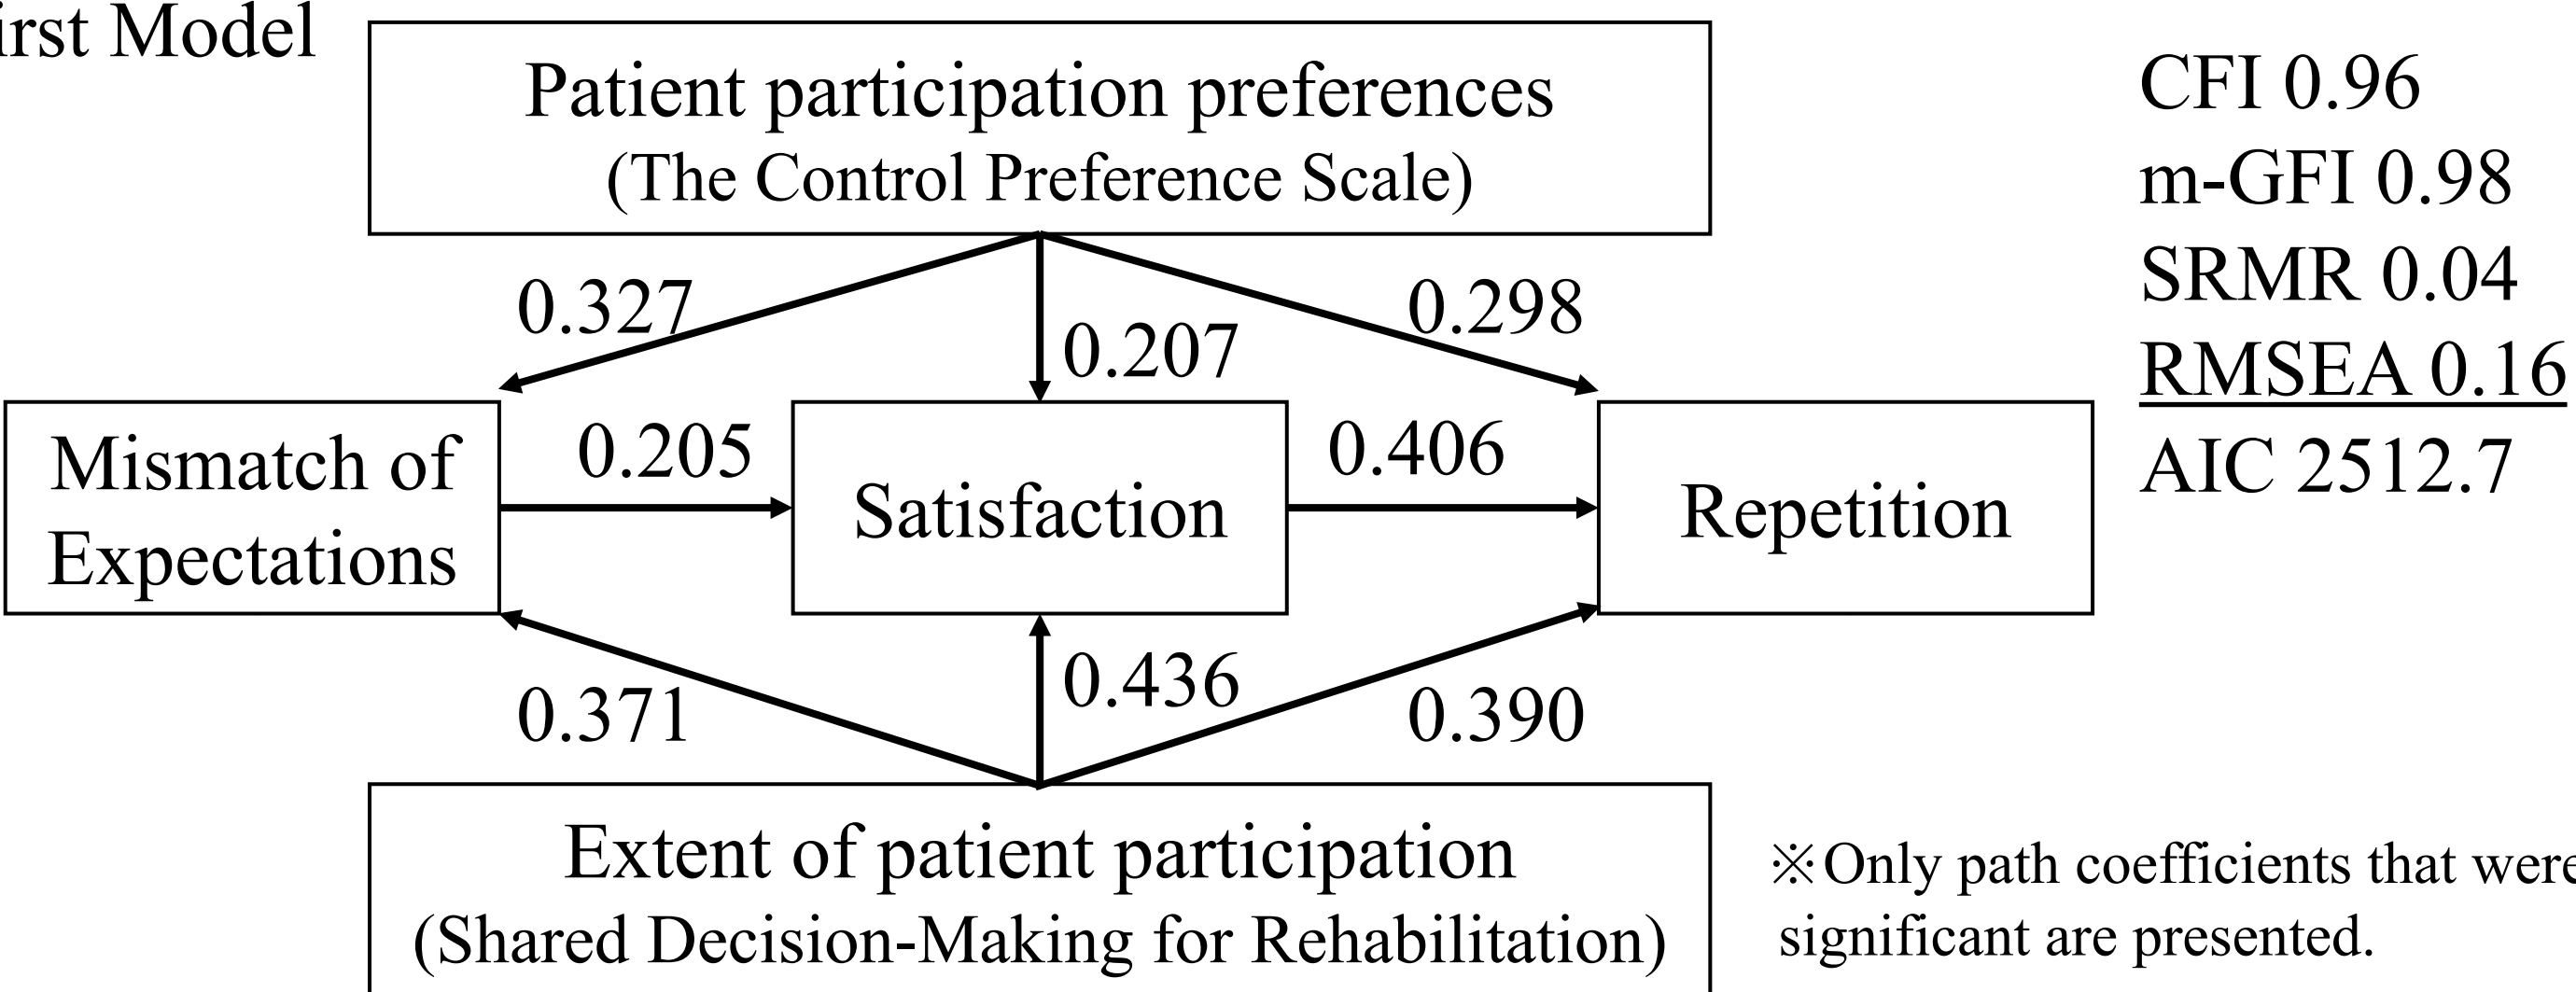 irst Model
Patient participation preferences
(The Control Preference Scale)
CFI 0.96
m-GFI 0.98
SRMR 0.04
RMSEA 0.16
AIC 2512.7
0.327
0.207
0.298
Mismatch of
Expectations
0.205
Satisfaction
0.406
Repetition
0.371
0.436
0.390
Extent of patient participation
(Shared Decision-Making for Rehabilitation)
※Only path coefficients that were
significant are presented.